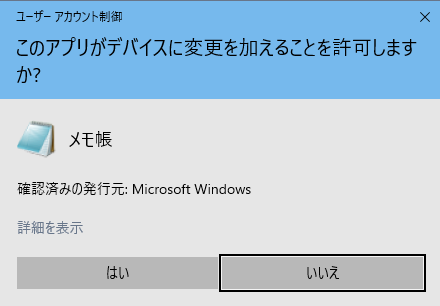 ユーザー アカウント制御
このアプリがデバイスに変更を加えることを許可します
か?
メモ帳
確認済みの発行元: Microsoft Windows
詳細を表示
はい
いいえ